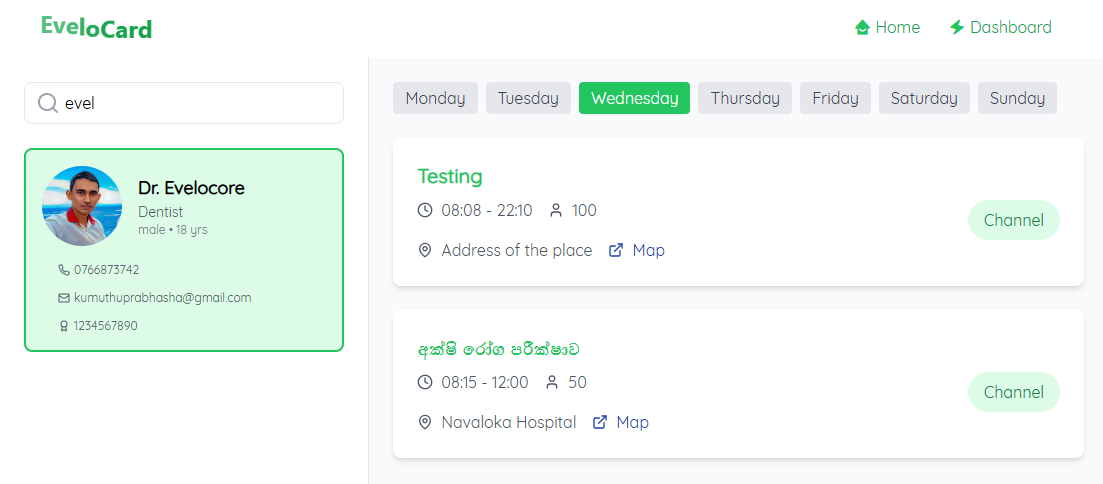 EveloCard
Home
Dashboard
evel
Dr. Evelocore
Dentist
male • 18 yrs
0766873742
kumuthuprabhasha@gmail.com
1234567890
Monday Tuesday Wednesday Thursday Friday Saturday Sunday
Testing
08:08 - 22:10 100
Address of the place Map
Channel
අක්ෂි රෝග පරීක්ෂාව
08:15 - 12:00 50
Navaloka Hospital Map
Channel